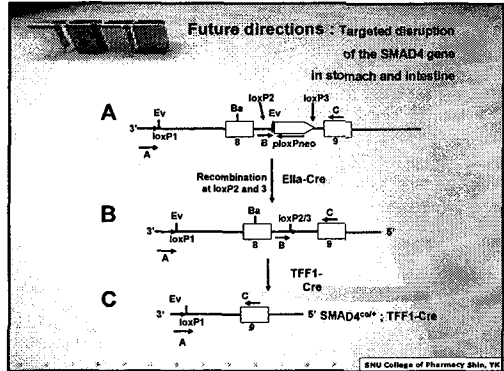 Future directions : Targeted disruption
of the SMAD4 gene
in stomach and intestine
loxP2
loxP3
A
Ev
Ba
Ev
C
3'
loxP1
8
B
ploxPneo
9
A
Recombination
at loxP2 and 3
EIIa-Cre
B
Ev
Ba
loxP2/3
C
3'
5'
loxP1
8
B
9
A
TFF1-
Cre
C
Ev
C
3'
5' SMAD4co/+ ; TFF1-Cre
loxP1
9
A
SNU College of Pharmacy Shin, YK